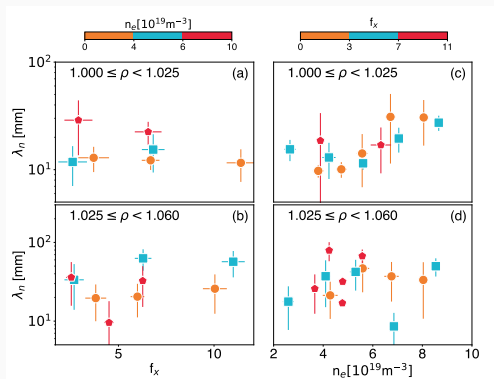 n_e[10^19 m^−3]
0 4 6 10
f_x
0 3 7 11
10^2
1.000 ≤ ρ < 1.025 (a)
1.000 ≤ ρ < 1.025 (c)
λ_n [mm]
10^1
1.025 ≤ ρ < 1.060
(b)
1.025 ≤ ρ < 1.060
(d)
10^2
λ_n [mm]
10^1
5 10
f_x
2 4 6 8 10
n_e[10^19 m^−3]